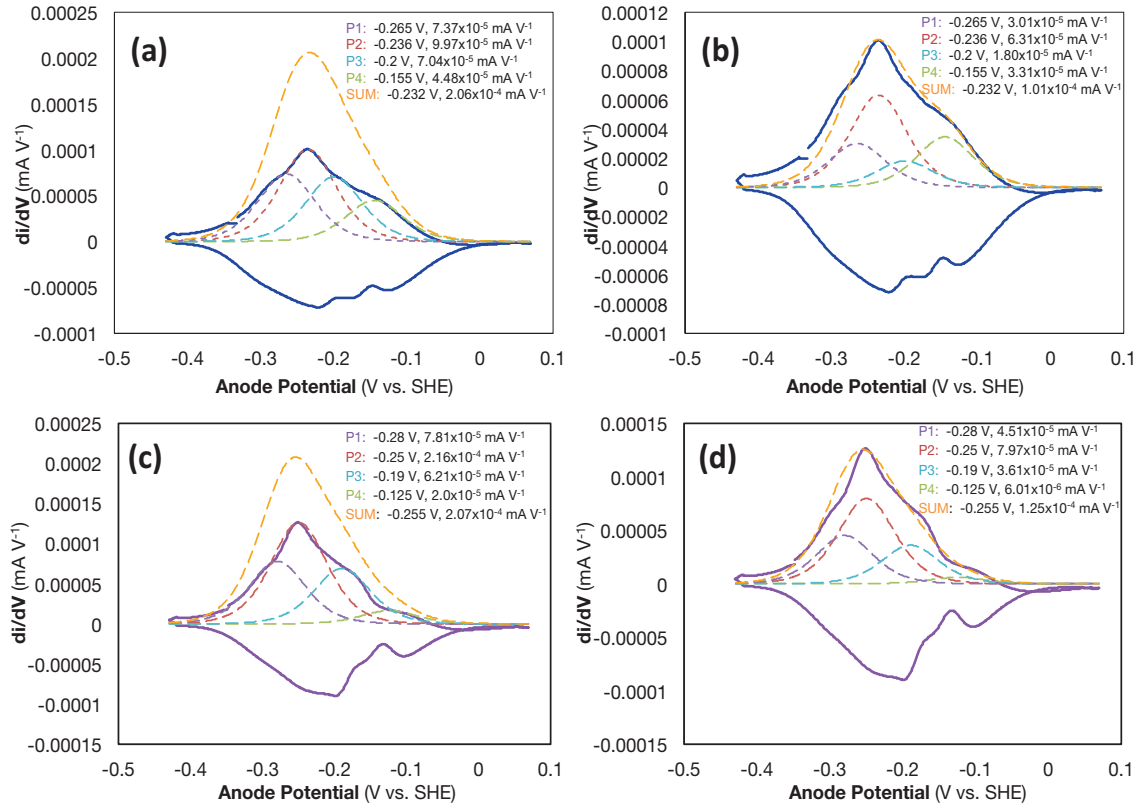 (a)
P1: -0.265 V, 7.37x10-5 mA V-1
P2: -0.236 V, 9.97x10-5 mA V-1
P3: -0.2 V, 7.04x10-5 mA V-1
P4: -0.155 V, 4.48x10-5 mA V-1
SUM: -0.232 V, 2.06x10-4 mA V-1
di/dV (mA V-1)
0.00025
0.0002
0.00015
0.0001
0.00005
0
-0.00005
-0.0001
-0.5 -0.4 -0.3 -0.2 -0.1 0 0.1
Anode Potential (V vs. SHE)
(b)
P1: -0.265 V, 3.01x10-5 mA V-1
P2: -0.236 V, 6.31x10-5 mA V-1
P3: -0.2 V, 1.80x10-5 mA V-1
P4: -0.155 V, 3.31x10-5 mA V-1
SUM: -0.232 V, 1.01x10-4 mA V-1
di/dV (mA V-1)
0.00012
0.0001
0.00008
0.00006
0.00004
0.00002
0
-0.00002
-0.00004
-0.00006
-0.00008
-0.0001
-0.5 -0.4 -0.3 -0.2 -0.1 0 0.1
Anode Potential (V vs. SHE)
(c)
P1: -0.28 V, 7.81x10-5 mA V-1
P2: -0.25 V, 2.16x10-4 mA V-1
P3: -0.19 V, 6.21x10-5 mA V-1
P4: -0.125 V, 2.0x10-5 mA V-1
SUM: -0.255 V, 2.07x10-4 mA V-1
di/dV (mA V-1)
0.00025
0.0002
0.00015
0.0001
0.00005
0
-0.00005
-0.0001
-0.00015
-0.5 -0.4 -0.3 -0.2 -0.1 0 0.1
Anode Potential (V vs. SHE)
(d)
P1: -0.28 V, 4.51x10-5 mA V-1
P2: -0.25 V, 7.97x10-5 mA V-1
P3: -0.19 V, 3.61x10-5 mA V-1
P4: -0.125 V, 6.01x10-6 mA V-1
SUM: -0.255 V, 1.25x10-4 mA V-1
di/dV (mA V-1)
0.00015
0.0001
0.00005
0
-0.00005
-0.0001
-0.00015
-0.5 -0.4 -0.3 -0.2 -0.1 0 0.1
Anode Potential (V vs. SHE)